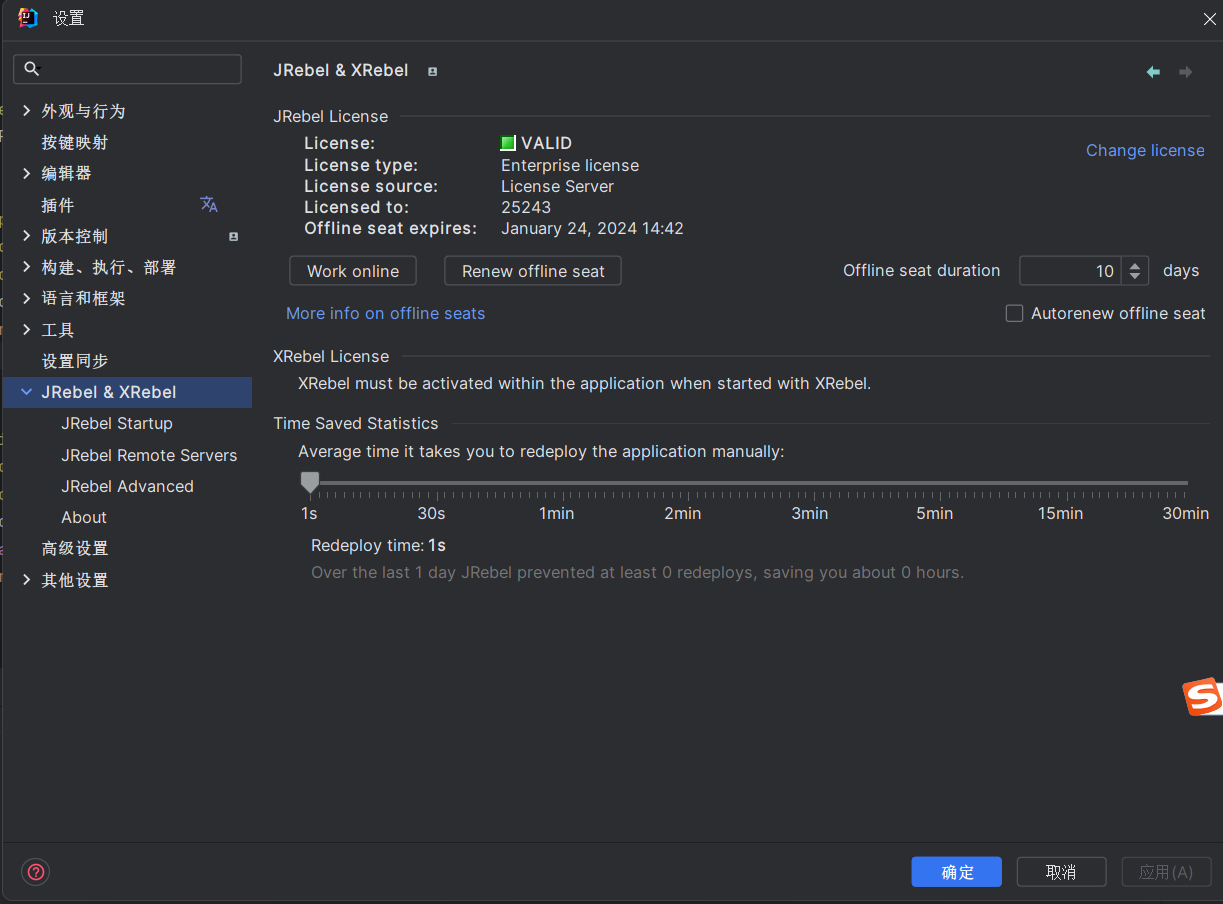 设置
外观与行为
按键映射
编辑器
插件
版本控制
构建、执行、部署
语言和框架
工具
设置同步
JRebel & XRebel
JRebel Startup
JRebel Remote Servers
JRebel Advanced
About
高级设置
其他设置
JRebel & XRebel
JRebel License
License: VALID
Change license
License type: Enterprise license
License source: License Server
Licensed to: 25243
Offline seat expires: January 24, 2024 14:42
Work online Renew offline seat Offline seat duration 10 days
More info on offline seats Autorenew offline seat
XRebel License
XRebel must be activated within the application when started with XRebel.
Time Saved Statistics
Average time it takes you to redeploy the application manually:
1s 30s 1min 2min 3min 5min 15min 30min
Redeploy time: 1s
Over the last 1 day JRebel prevented at least 0 redeploys, saving you about 0 hours.
确定 取消 应用(A)